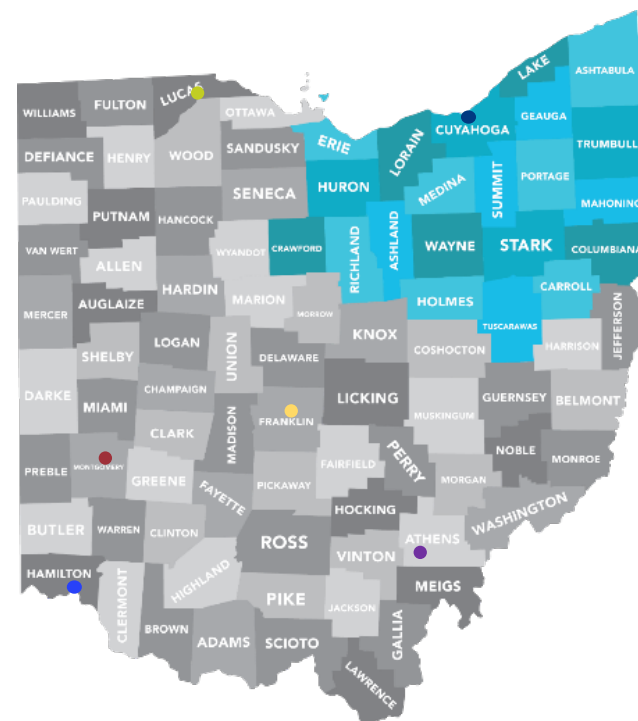 LAKE
ASHTABULA
LUCAS
FULTON
WILLIAMS
OTTAWA
GEAUGA
CUYAHOGA
ERIE
LORAIN
TRUMBULL
DEFIANCE
HENRY
WOOD
SANDUSKY
HURON
MEDINA
SUMMIT
PORTAGE
PAULDING
SENECA
MAHONING
PUTNAM
HANCOCK
VAN WERT
WYANDOT
CRAWFORD
RICHLAND
ASHLAND
WAYNE
STARK
COLUMBIANA
ALLEN
HARDIN
MARION
MORROW
HOLMES
CARROLL
MERCER
AUGLAIZE
JEFFERSON
LOGAN
UNION
KNOX
TUSCARAWAS
SHELBY
DELAWARE
COSHOCTON
HARRISON
DARKE
MIAMI
CHAMPAIGN
LICKING
GUERNSEY
BELMONT
MADISON
FRANKLIN
MUSKINGUM
CLARK
PREBLE
MONTGOVERY
GREENE
FAIRFIELD
PERRY
NOBLE
MONROE
FAYETTE
PICKAWAY
MORGAN
HOCKING
WASHINGTON
BUTLER
WARREN
CLINTON
ROSS
VINTON
ATHENS
HAMILTON
CLERMONT
HIGHLAND
PIKE
JACKSON
MEIGS
BROWN
ADAMS
SCIOTO
GALLIA
LAWRENCE